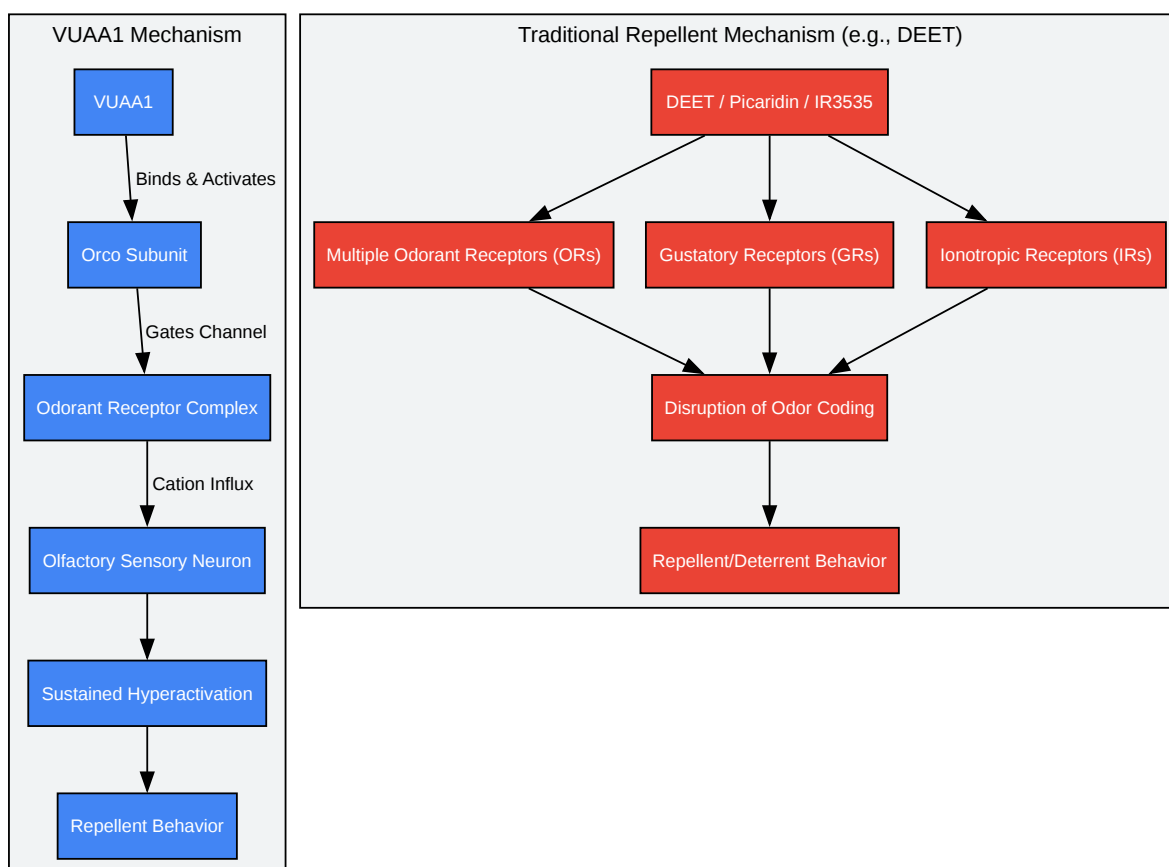 VUAA1 Mechanism
VUAA1
Binds & Activates
Orco Subunit
Gates Channel
Odorant Receptor Complex
Cation Influx
Olfactory Sensory Neuron
Sustained Hyperactivation
Repellent Behavior
Traditional Repellent Mechanism (e.g., DEET)
DEET / Picaridin / IR3535
Multiple Odorant Receptors (ORs)
Gustatory Receptors (GRs)
Ionotropic Receptors (IRs)
Disruption of Odor Coding
Repellent/Deterrent Behavior